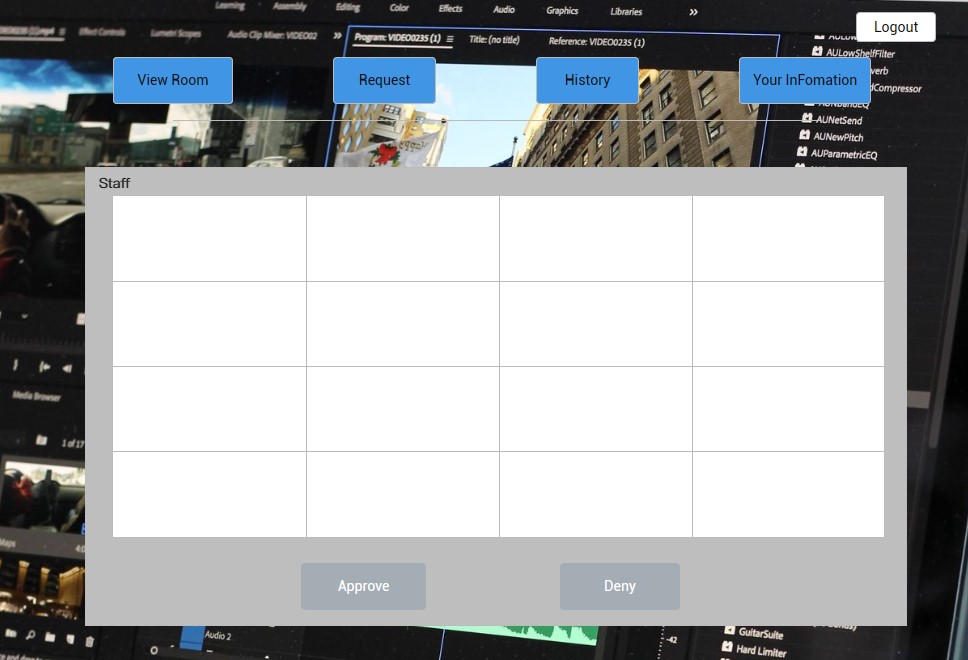 Learning Assembly Editing Color Effects Audio Graphics Libraries »
Logout
Effect Controls Lumetri Scopes Audio Clip Mixer: VIDEO02 » Program: VIDEO0235 (1) ≡ Title: (no title) Reference: VIDEO0235 (1)
AULowShelfFilter
View Room Request History Your InFomation
AUNetSend
AUNewPitch
AUParametricEQ
Staff
Media Browser
1 of 17
Maps
Approve Deny
Audio 2
-42
GuitarSuite
Hard Limiter